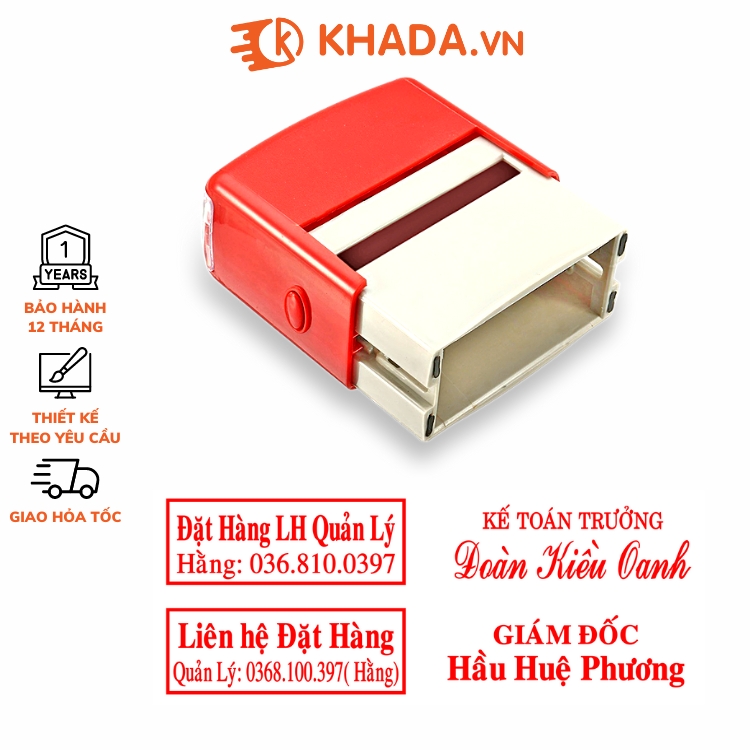 KHADA.vn
1
YEARS
BẢO HÀNH
12 THÁNG
THIẾT KẾ
THEO YÊU CẦU
GIAO HỎA TỐC
Đặt Hàng LH Quản Lý
Hằng: 036.810.0397
KẾ TOÁN TRƯỞNG
Đoàn Kiều Oanh
Liên hệ Đặt Hàng
Quản Lý: 0368.100.397( Hằng)
GIÁM ĐỐC
Hầu Huệ Phương